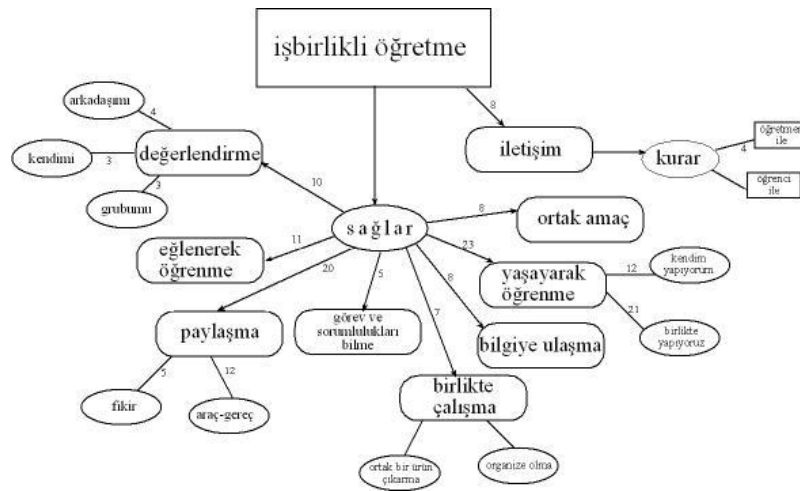 işbirlikli öğretme
8
arkadaşımı
4
değerlendirme
kendimi
3
3
grubumu
10
iletişim
kurar
öğretmen
ile
4
öğrenci
ile
sağlar
8
ortak amaç
11
eğlenerek
öğrenme
23
yaşayarak
öğrenme
12
kendim
yapıyorum
21
birlikte
yapıyoruz
20
paylaşma
5
fikir
12
araç-gereç
5
görev ve
sorumlulukları
bilme
8
bilgiye ulaşma
7
birlikte
çalışma
ortak bir ürün
çıkarma
organize olma